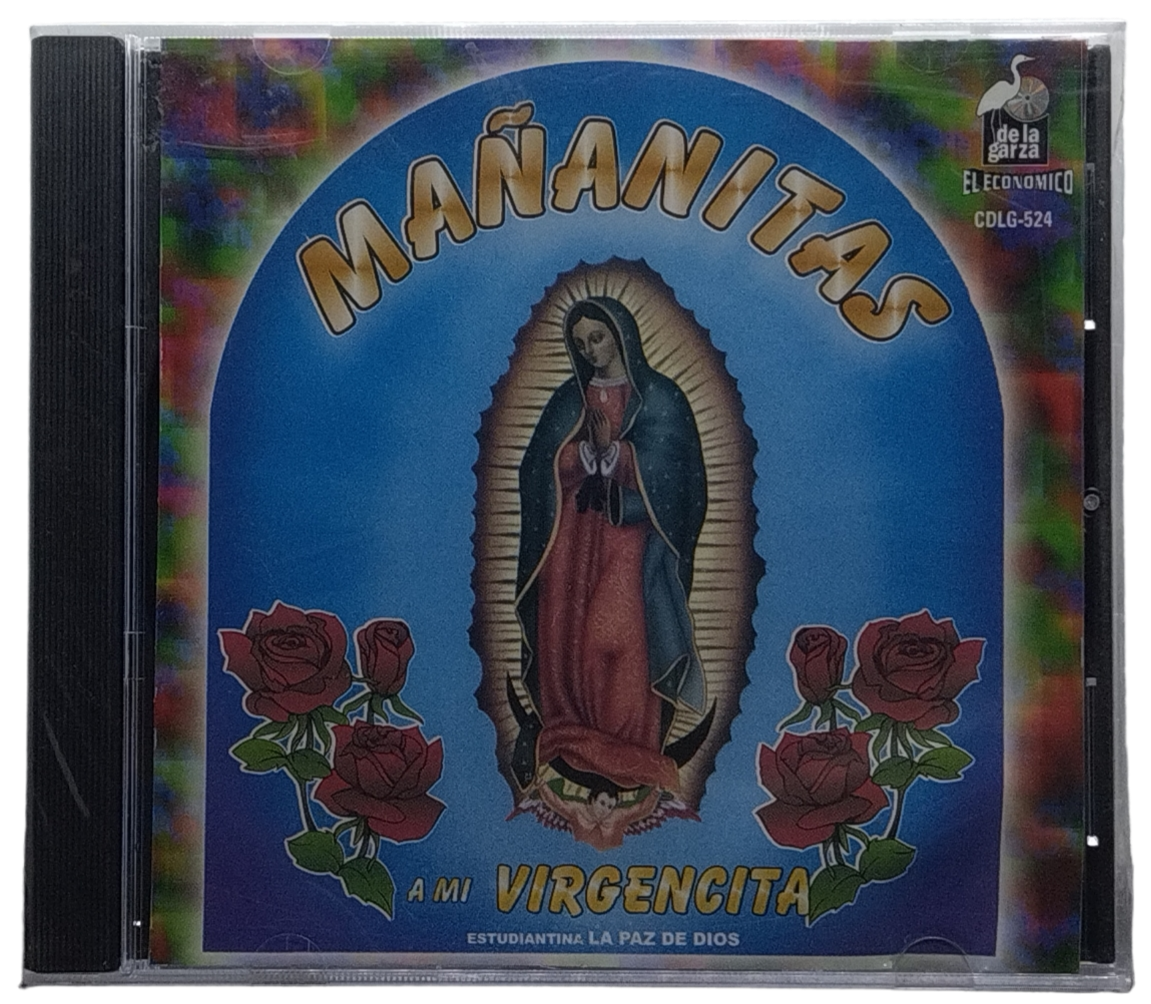 MAÑANITAS
de la
garza
EL ECONOMICO
CDLG-524
A MI VIRGENCITA
ESTUDIANTINA LA PAZ DE DIOS